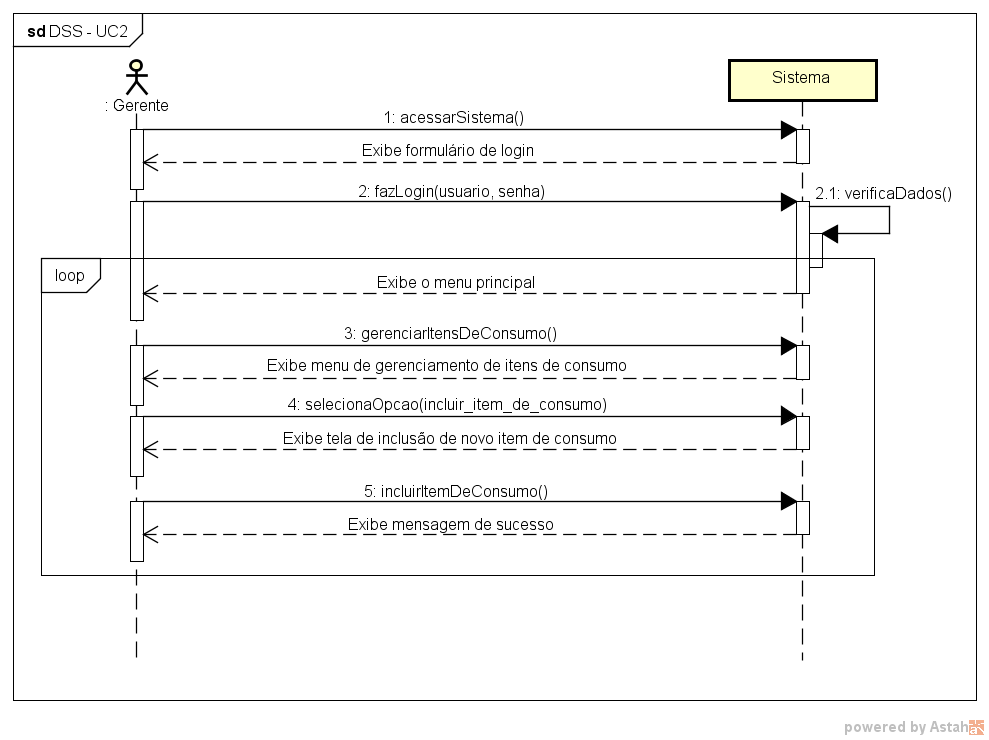 sd DSS - UC2
: Gerente
Sistema
1: acessarSistema()
Exibe formulário de login
2: fazLogin(usuario, senha)
2.1: verificaDados()
loop
Exibe o menu principal
3: gerenciarItensDeConsumo()
Exibe menu de gerenciamento de itens de consumo
4: selecionaOpcao(incluir_item_de_consumo)
Exibe tela de inclusão de novo item de consumo
5: incluirItemDeConsumo()
Exibe mensagem de sucesso
powered by Astah